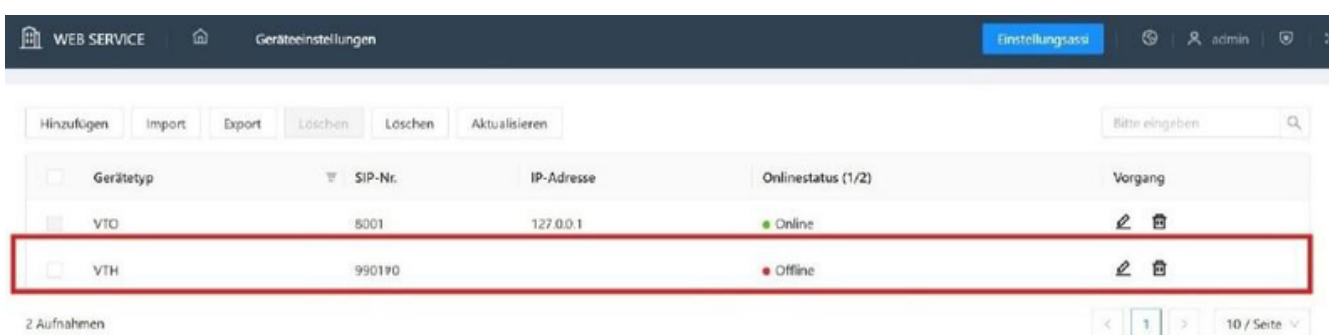 WEB SERVICE Geräteeinstellungen Einstellungsassi admin
Hinzufügen Import Export Löschen Löschen Aktualisieren Bitte eingeben
Gerätetyp SIP-Nr. IP-Adresse Onlinestatus (1/2) Vorgang
VTO 8001 127.0.0.1 Online
VTH Offline
2 Aufnahmen 1 10 / Seite